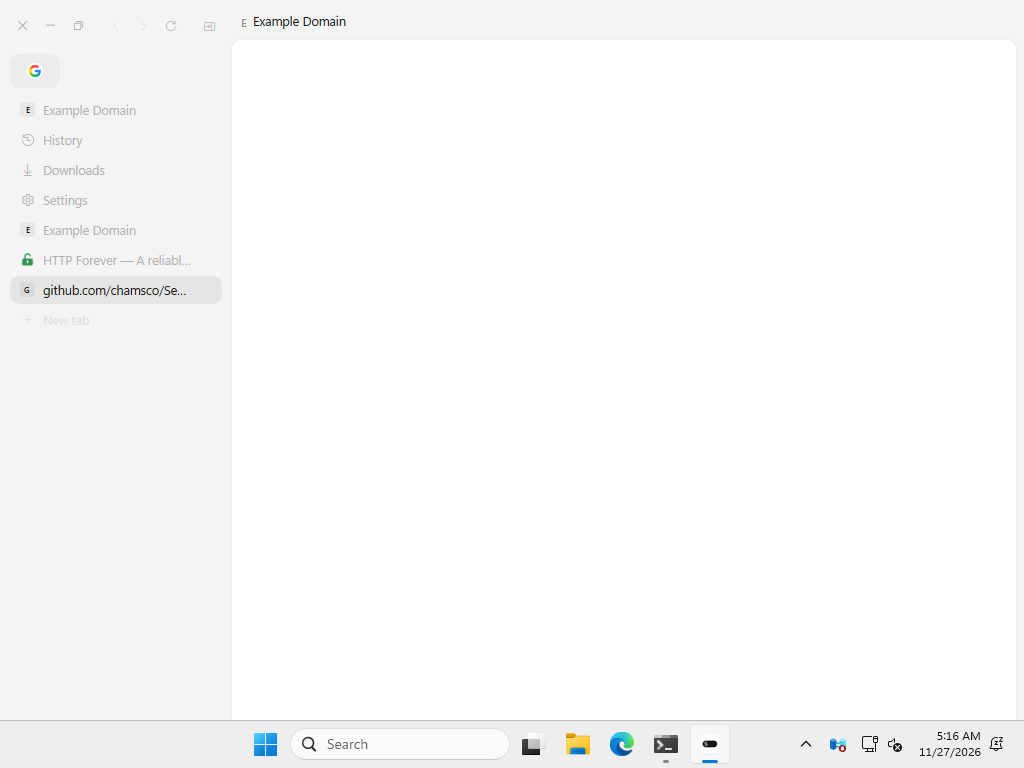 E Example Domain
E Example Domain
History
Downloads
Settings
E Example Domain
HTTP Forever — A reliabl...
G github.com/chamsco/Se...
+ New tab
Search
5:16 AM
11/27/2026